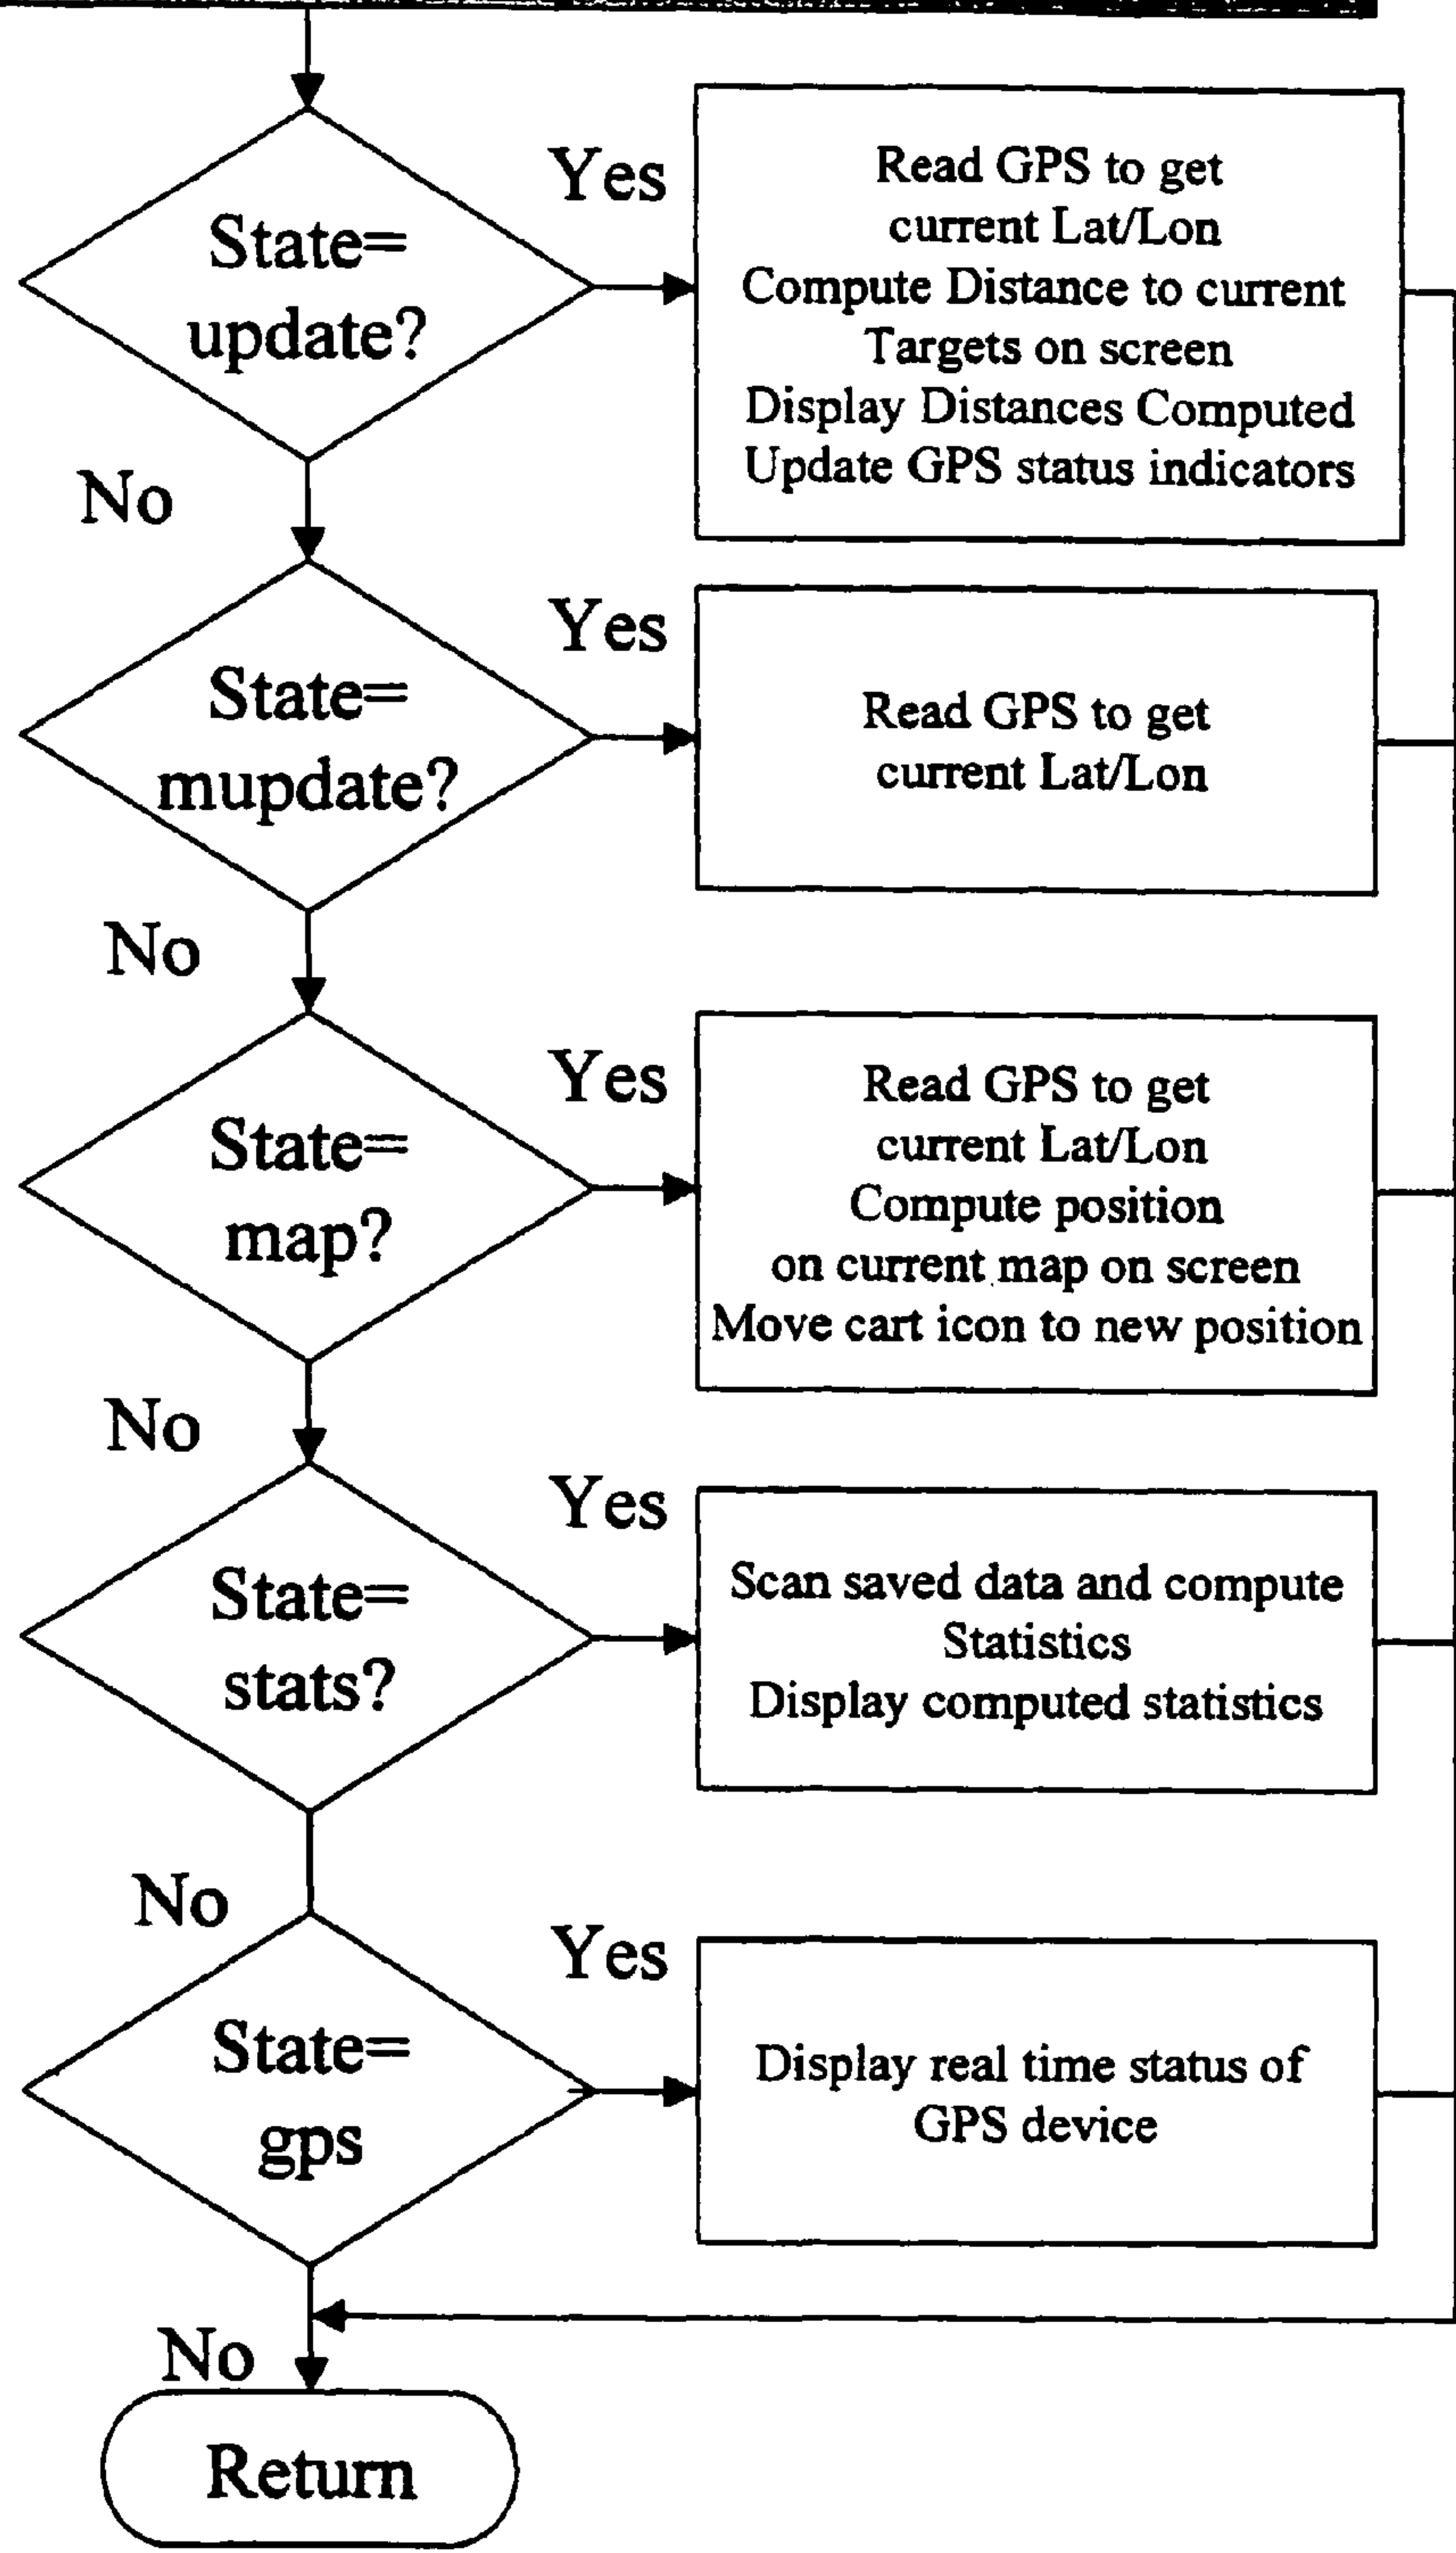 Yes
State=
update?
Read GPS to get
current Lat/Lon
Compute Distance to current
Targets on screen
Display Distances Computed
Update GPS status indicators
No
Yes
State=
mupdate?
Read GPS to get
current Lat/Lon
No
Yes
State=
map?
Read GPS to get
current Lat/Lon
Compute position
on current map on screen
Move cart icon to new position
No
Yes
State=
stats?
Scan saved data and compute
Statistics
Display computed statistics
No
Yes
State=
gps
Display real time status of
GPS device
No
Return